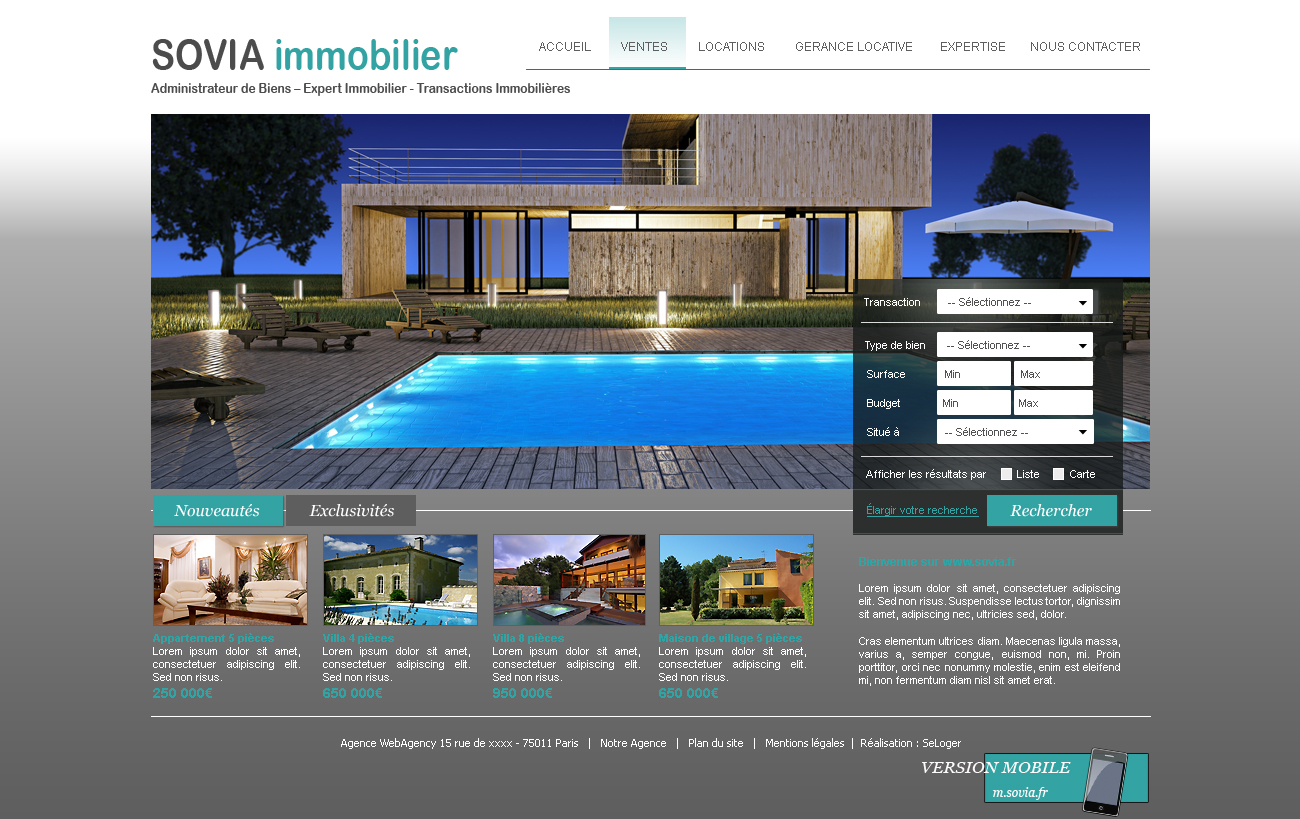 SOVIA immobilier
ACCUEIL VENTES LOCATIONS GERANCE LOCATIVE EXPERTISE NOUS CONTACTER
Administrateur de Biens – Expert Immobilier - Transactions Immobilières
Transaction -- Sélectionnez --
Type de bien -- Sélectionnez --
Surface Min Max
Budget Min Max
Situé à -- Sélectionnez --
Afficher les résultats par Liste Carte
Élargir votre recherche Rechercher
Nouveautés Exclusivités
Appartement 5 pièces
Lorem ipsum dolor sit amet,
consectetuer adipiscing elit.
Sed non risus.
250 000€
Villa 4 pièces
Lorem ipsum dolor sit amet,
consectetuer adipiscing elit.
Sed non risus.
650 000€
Villa 8 pièces
Lorem ipsum dolor sit amet,
consectetuer adipiscing elit.
Sed non risus.
950 000€
Maison de village 5 pièces
Lorem ipsum dolor sit amet,
consectetuer adipiscing elit.
Sed non risus.
650 000€
Bienvenue sur www.sovia.fr
Lorem ipsum dolor sit amet, consectetuer adipiscing
elit. Sed non risus. Suspendisse lectus tortor, dignissim
sit amet, adipiscing nec, ultricies sed, dolor.
Cras elementum ultrices diam. Maecenas ligula massa,
varius a, semper congue, euismod non, mi. Proin
porttitor, orci nec nonummy molestie, enim est eleifend
mi, non fermentum diam nisl sit amet erat.
Agence WebAgency 15 rue de xxxx - 75011 Paris | Notre Agence | Plan du site | Mentions légales | Réalisation : SeLoger
VERSION MOBILE
m.sovia.fr